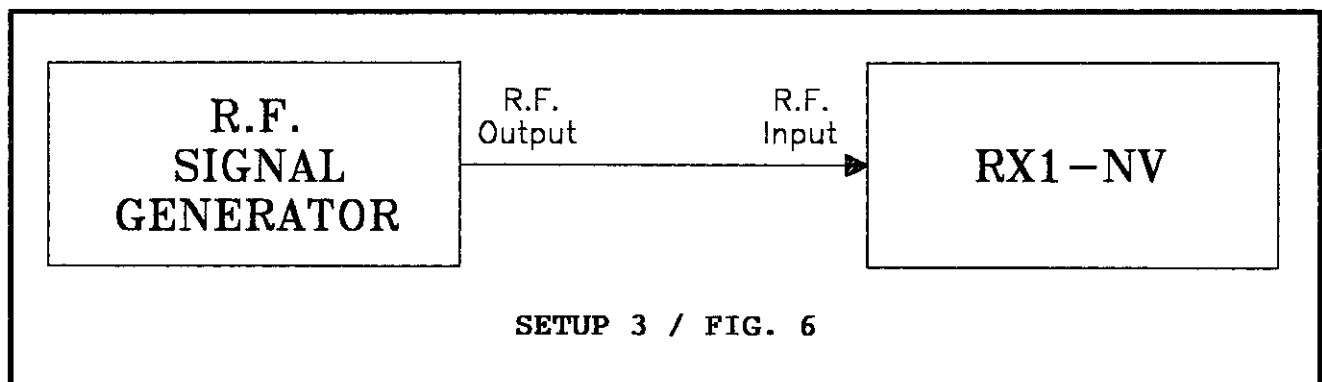 R.F.
SIGNAL
GENERATOR
R.F.
Output
R.F.
Input
RX1-NV
SETUP 3 / FIG. 6